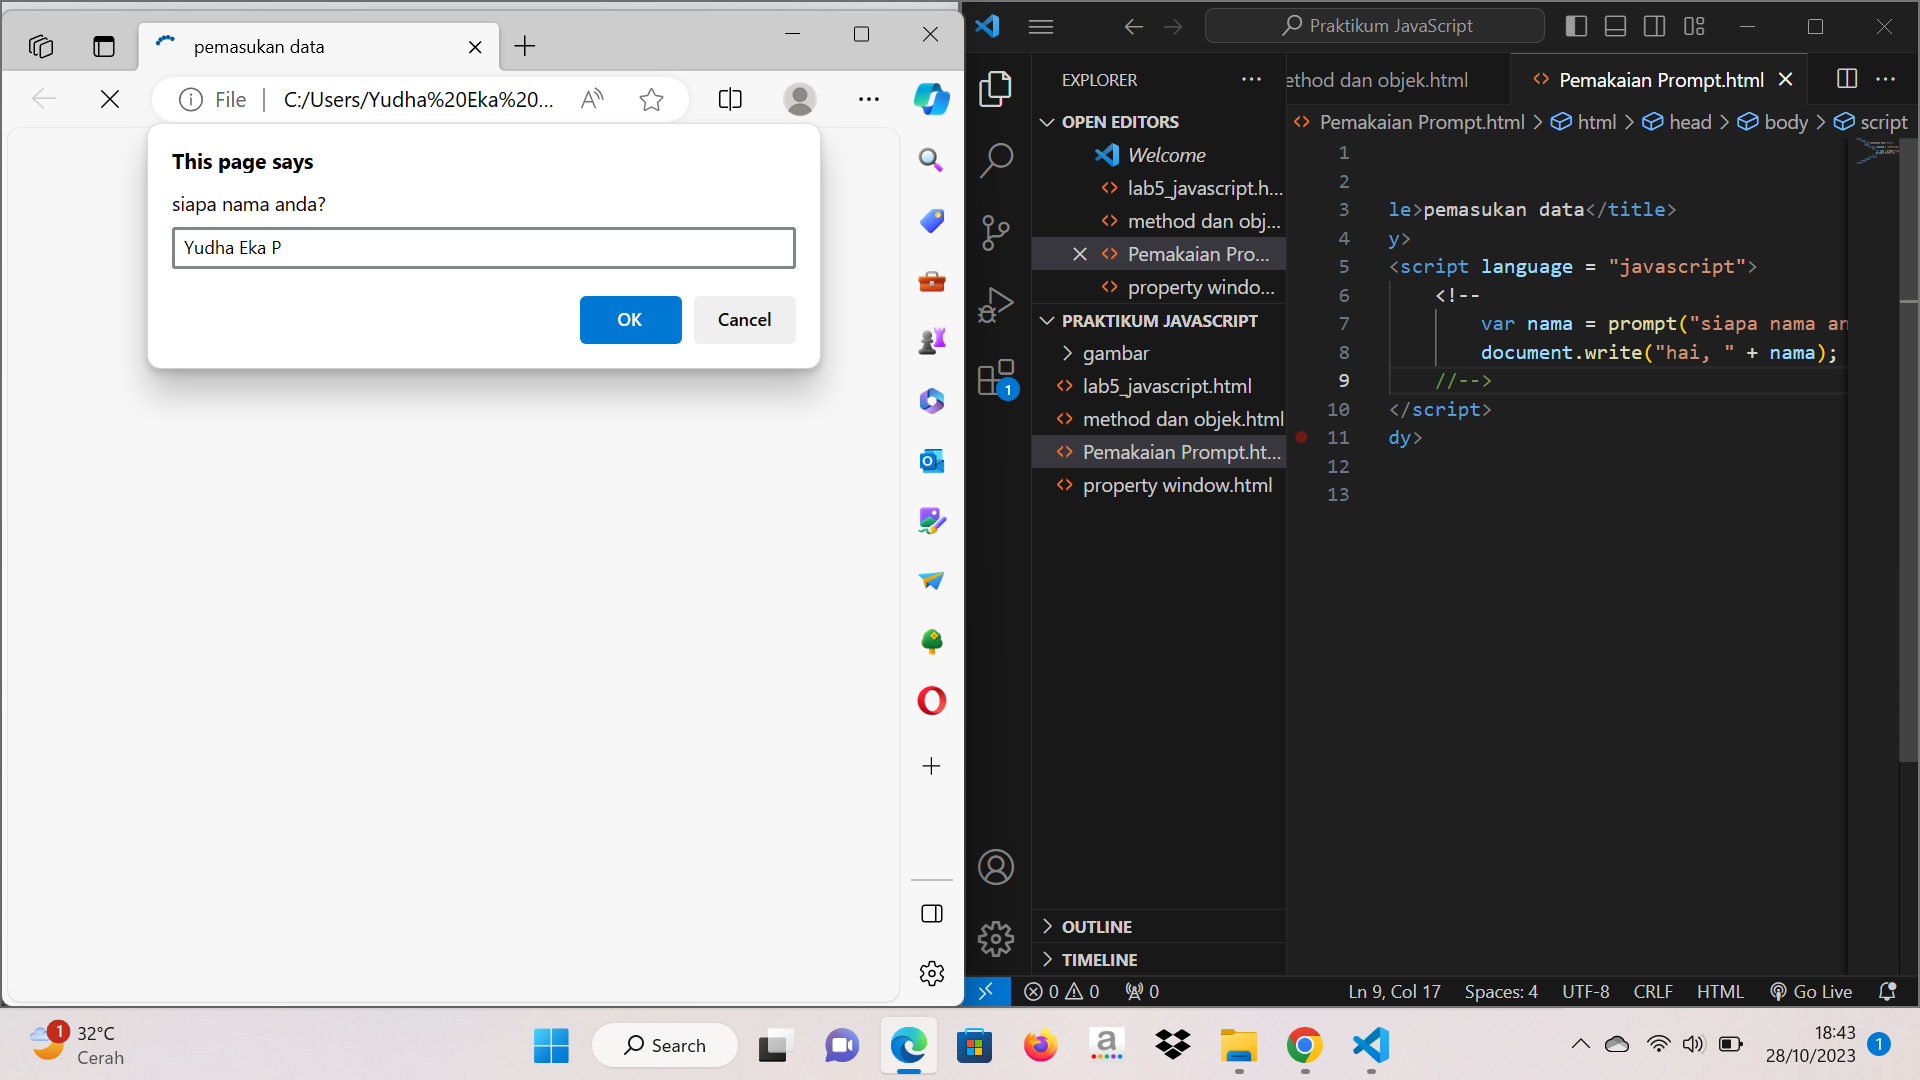 pemasukan data
File
C:/Users/Yudha%20Eka%20...
This page says
siapa nama anda?
Yudha Eka P
OK
Cancel
Praktikum JavaScript
EXPLORER
ethod dan objek.html
Pemakaian Prompt.html
OPEN EDITORS
Welcome
lab5_javascript.h...
method dan obj...
Pemakaian Pro...
property windo...
PRAKTIKUM JAVASCRIPT
gambar
lab5_javascript.html
method dan objek.html
Pemakaian Prompt.ht...
property window.html
1
OUTLINE
TIMELINE
Pemakaian Prompt.html > html > head > body > script
1
2
3 le>pemasukan data</title>
4 y>
5 <script language = "javascript">
6 <!--
7 var nama = prompt("siapa nama an
8 document.write("hai, " + nama);
9 //-->
10 </script>
11 dy>
12
13
0 0 0
Ln 9, Col 17 Spaces: 4 UTF-8 CRLF HTML Go Live
1
32°C
Cerah
Search
a
18:43
28/10/2023
1